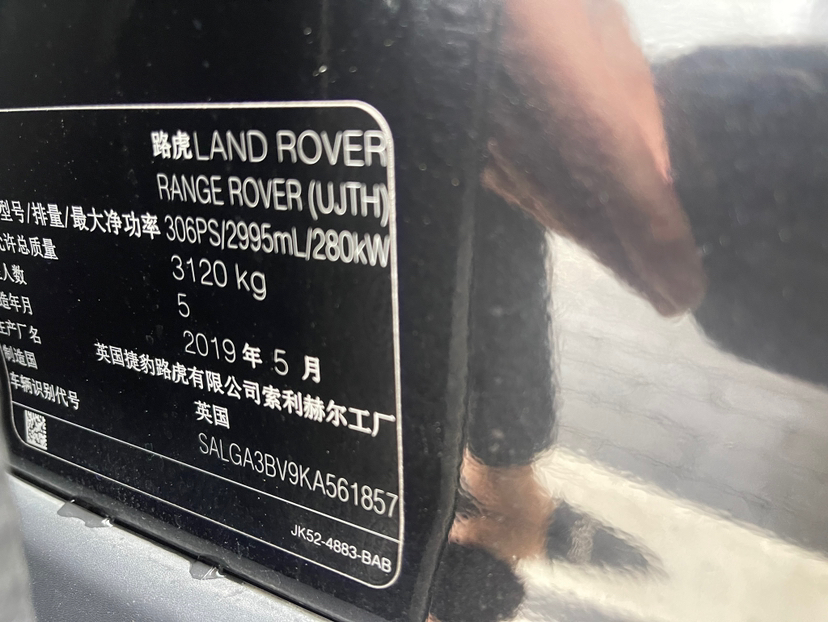 路虎LAND ROVER
RANGE ROVER (UJTH)
型号/排量/最大净功率 306PS/2995mL/280kW
允许总质量 3120 kg
人数 5
造年月 2019 年 5 月
生产厂名 英国捷豹路虎有限公司索利赫尔工厂
制造国 英国
车辆识别代号 SALGA3BV9KA561857
JK52-4883-BAB